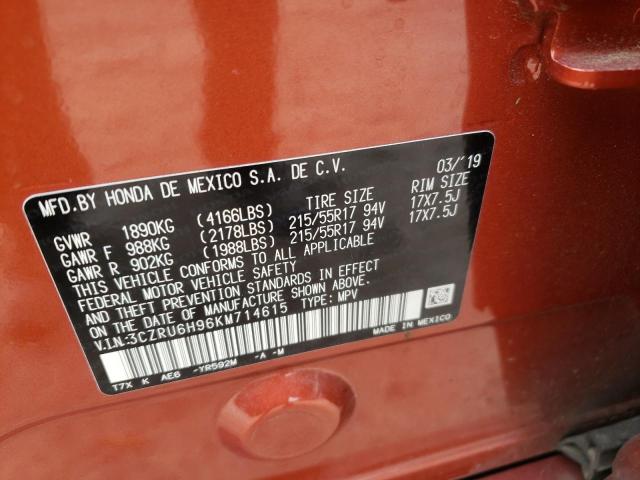 MFD.BY HONDA DE MEXICO S.A. DE C.V. 03/'19
TIRE SIZE RIM SIZE
GVWR 1890KG (4166LBS)
GAWR F 988KG (2178LBS) 215/55R17 94V 17X7.5J
GAWR R 902KG (1988LBS) 215/55R17 94V 17X7.5J
THIS VEHICLE CONFORMS TO ALL APPLICABLE
FEDERAL MOTOR VEHICLE SAFETY
AND THEFT PREVENTION STANDARDS IN EFFECT
ON THE DATE OF MANUFACTURE SHOWN ABOVE.
V.I.N.:3CZRU6H96KM714615 TYPE: MPV
MADE IN MEXICO
T7X K AE6 -YR592M -A -M